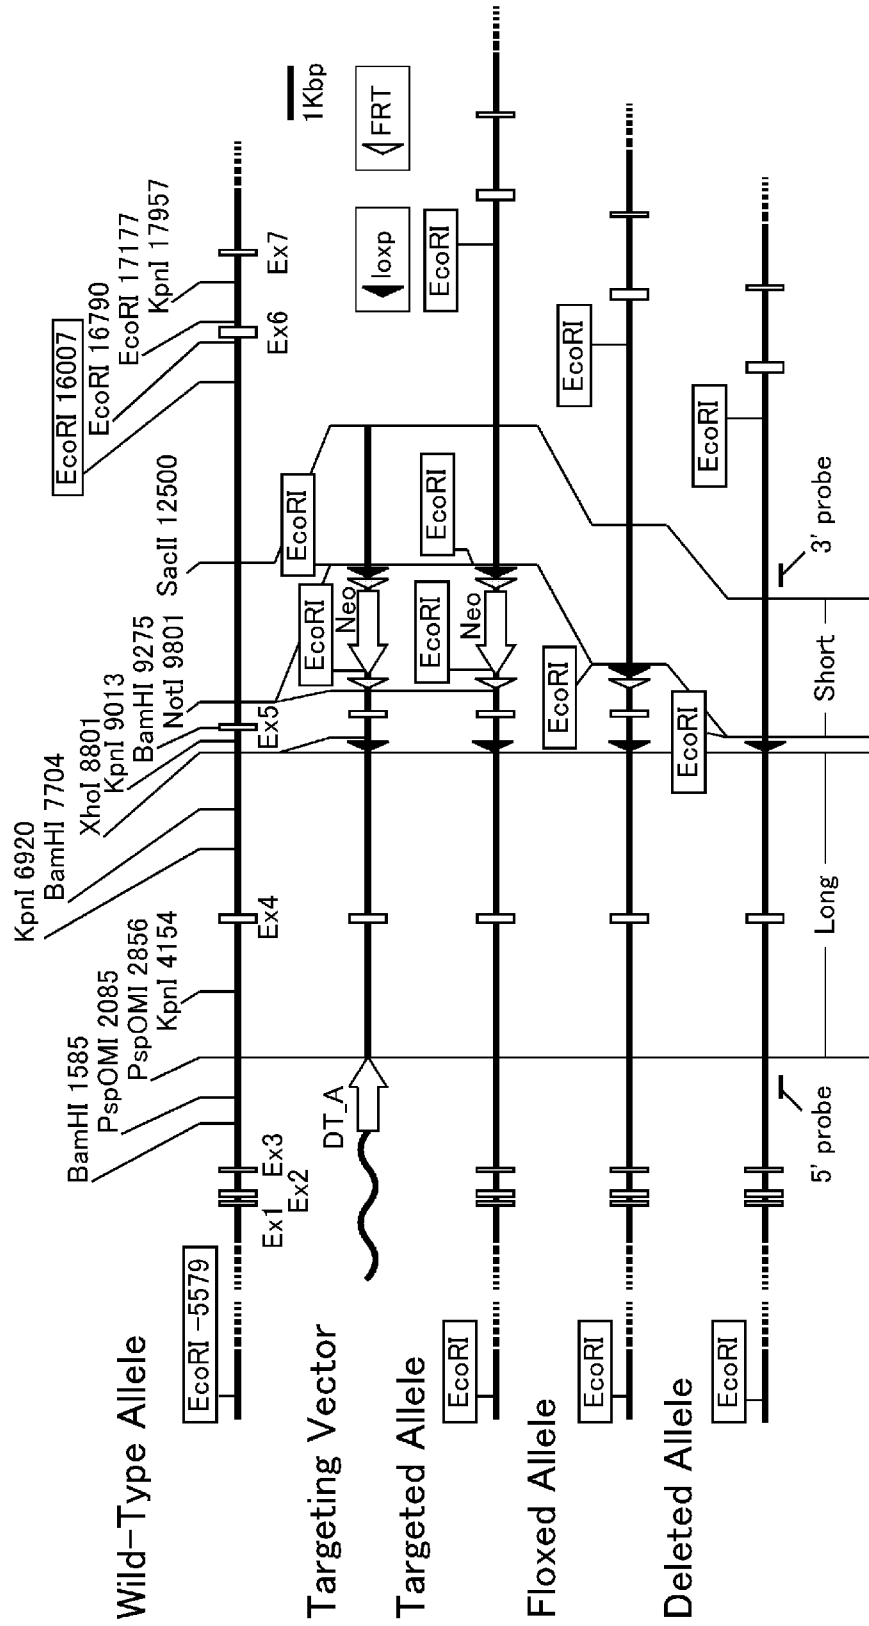 Wild-Type Allele
EcoRI -5579
BamHI 1585
PspOMI 2085
PspOMI 2856
KpnI 4154
KpnI 6920
BamHI 7704
XhoI 8801
KpnI 9013
BamHI 9275
NotI 9801
SacII 12500
EcoRI 16007
EcoRI 16790
EcoRI 17177
KpnI 17957
Ex1
Ex2
Ex3
Ex4
Ex5
Ex6
Ex7
1Kbp
Targeting Vector
DT_A
EcoRI
Neo
EcoRI
loxp
FRT
Targeted Allele
EcoRI
EcoRI
Neo
EcoRI
EcoRI
Floxed Allele
EcoRI
EcoRI
EcoRI
Deleted Allele
EcoRI
EcoRI
EcoRI
5' probe
3' probe
Long
Short